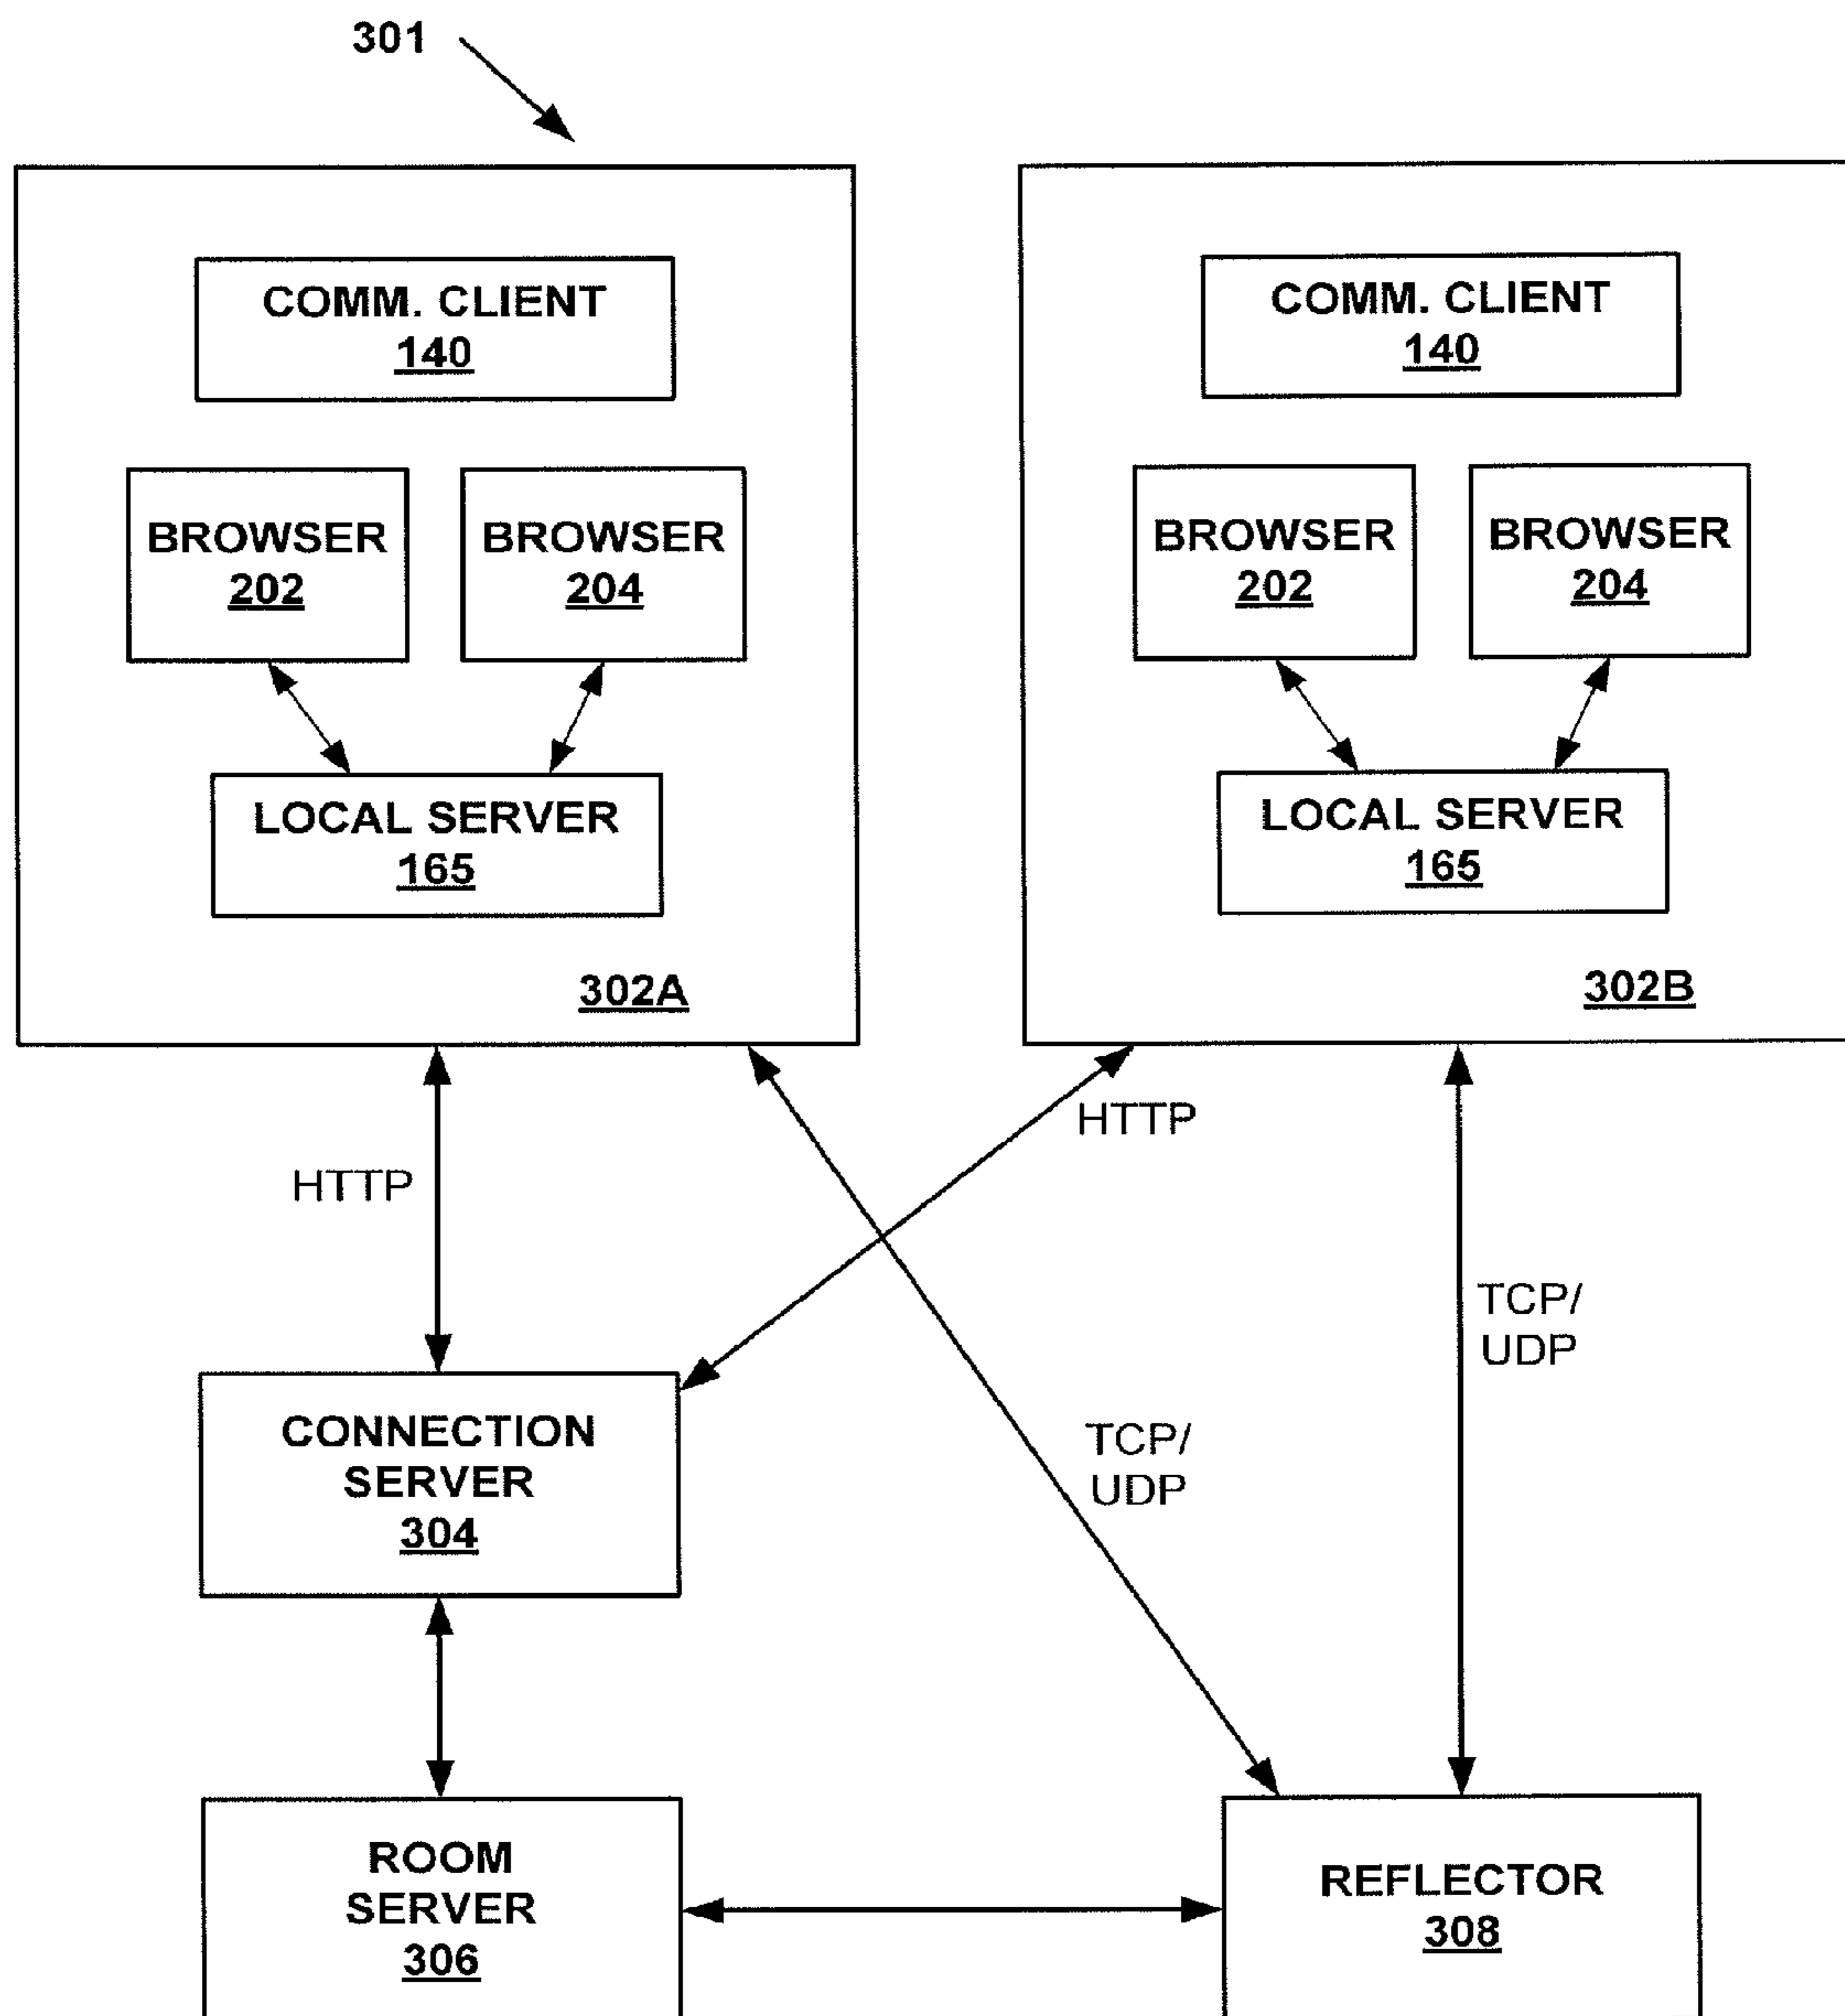 301
COMM. CLIENT
140
BROWSER
202
BROWSER
204
LOCAL SERVER
165
302A
COMM. CLIENT
140
BROWSER
202
BROWSER
204
LOCAL SERVER
165
302B
HTTP
HTTP
TCP/
UDP
TCP/
UDP
CONNECTION
SERVER
304
ROOM
SERVER
306
REFLECTOR
308